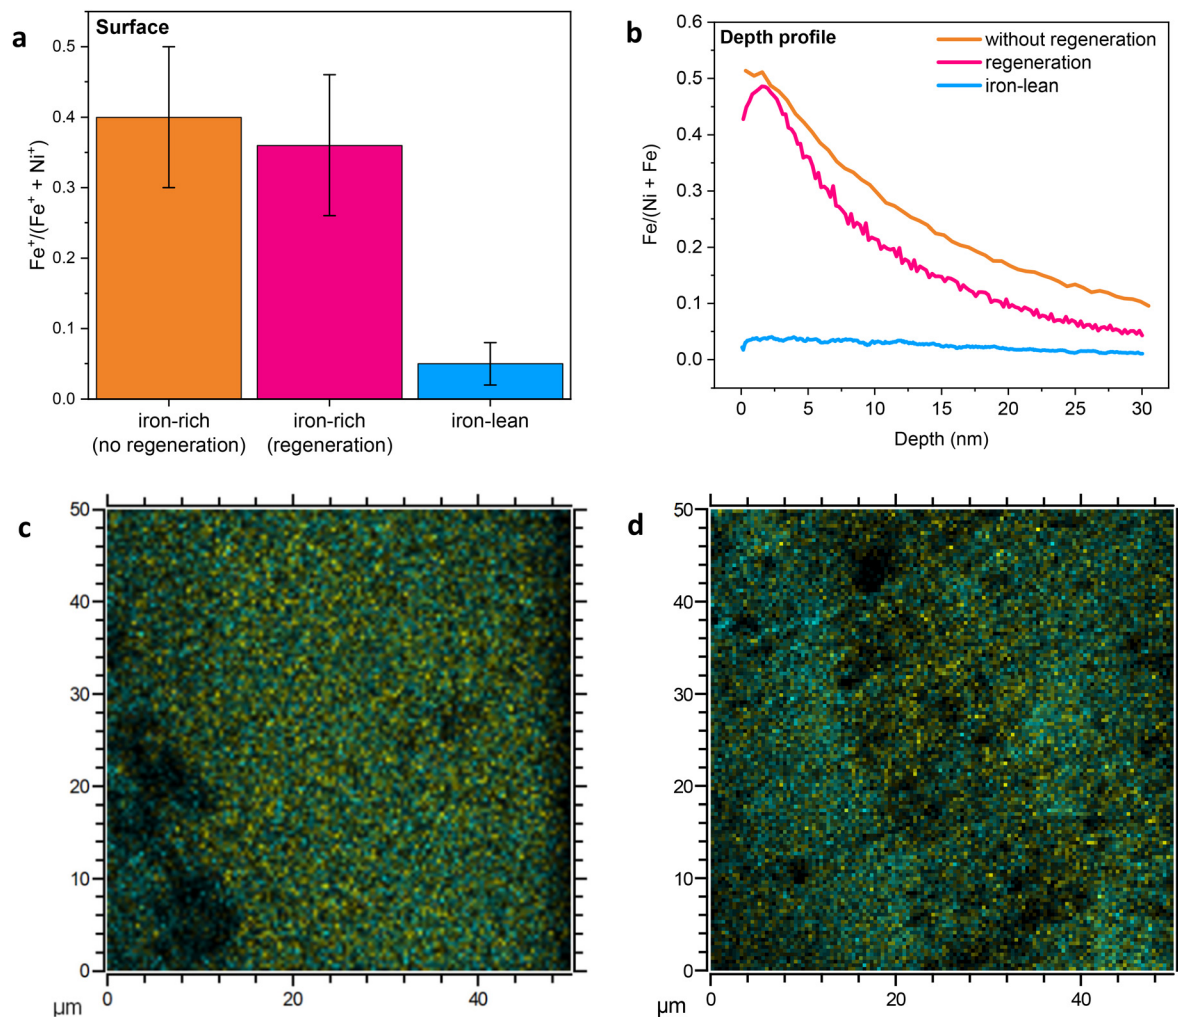 a
Surface
0.5
0.4
0.3
0.2
0.1
0.0
Fe⁺/(Fe⁺ + Ni⁺)
iron-rich
(no regeneration)
iron-rich
(regeneration)
iron-lean
b
Depth profile
without regeneration
regeneration
iron-lean
0.6
0.5
0.4
0.3
0.2
0.1
0.0
Fe/(Ni + Fe)
0 5 10 15 20 25 30
Depth (nm)
c
50
40
30
20
10
0
µm 0 20 40
d
50
40
30
20
10
0
µm 0 20 40